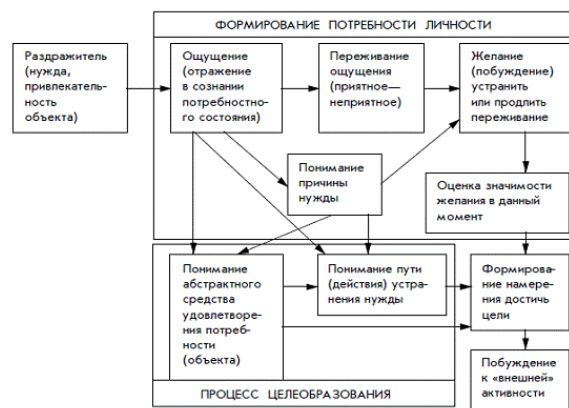 ФОРМИРОВАНИЕ ПОТРЕБНОСТИ ЛИЧНОСТИ
Раздражитель
(нужда,
привлекатель-
ность
объекта)
Ощущение
(отражение
в сознании
потребностно-
го состояния)
Переживание
ощущения
(приятное—
неприятное)
Желание
(побуждение)
устранить
или продлить
переживание
Понимание
причины
нужды
Оценка значимости
желания в данный
момент
Понимание
абстрактного
средства
удовлетво-
рения потреб-
ности
(объекта)
Понимание пути
(действия) устра-
нения нужды
Формирова-
ние намере-
ния достичь
цели
Побуждение
к «внешней»
активности
ПРОЦЕСС ЦЕЛЕОБРАЗОВАНИЯ